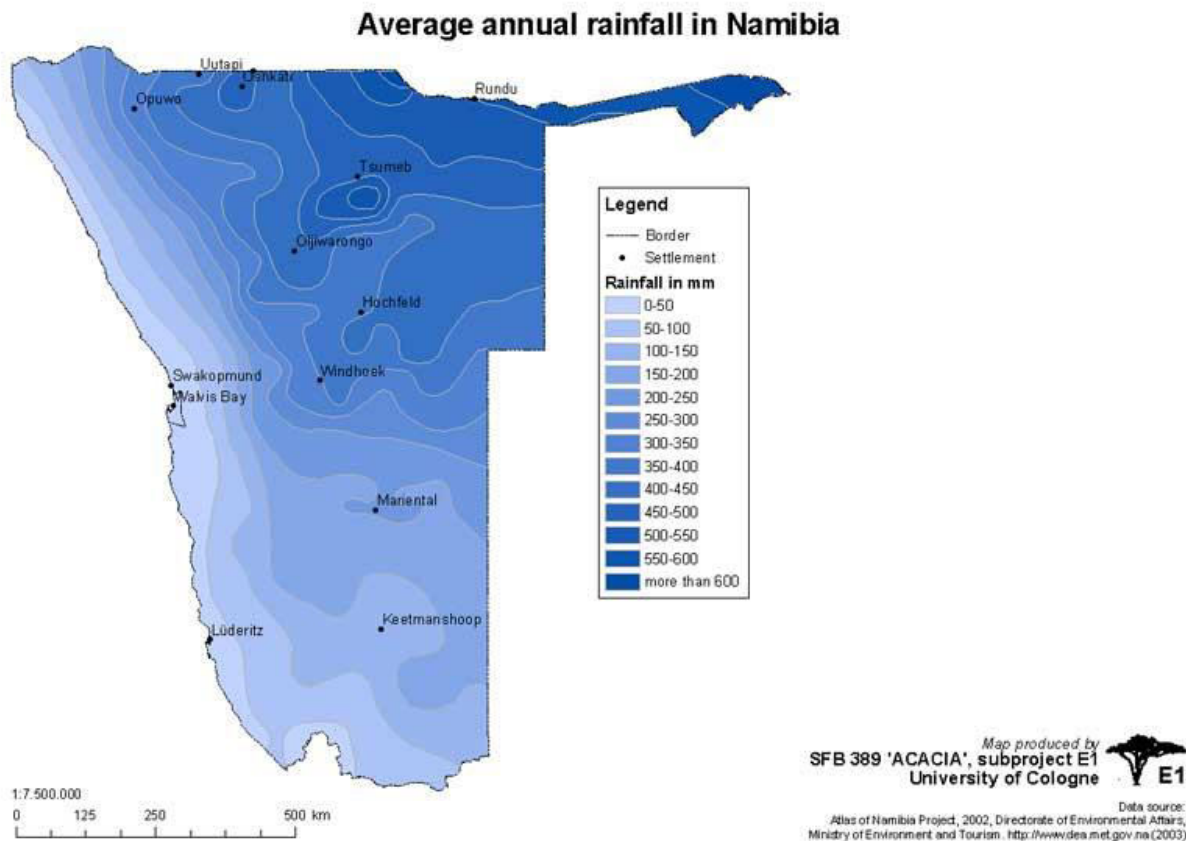 Average annual rainfall in Namibia
Uutapi
Opuwo
Rundu
Tsumeb
Hochfeld
Windhoek
Swakopmund
Walvis Bay
Mariental
Keetmanshoop
Lüderitz
Legend
Border
Settlement
Rainfall in mm
0-50
50-100
100-150
150-200
200-250
250-300
300-350
350-400
400-450
450-500
500-550
550-600
more than 600
1:7.500.000
0 125 250 500 km
Map produced by
SFB 389 'ACACIA', subproject E1
University of Cologne
E1
Data source:
Atlas of Namibia Project, 2002, Directorate of Environmental Affairs,
Ministry of Environment and Tourism. http://www.dea.met.gov.na (2003)